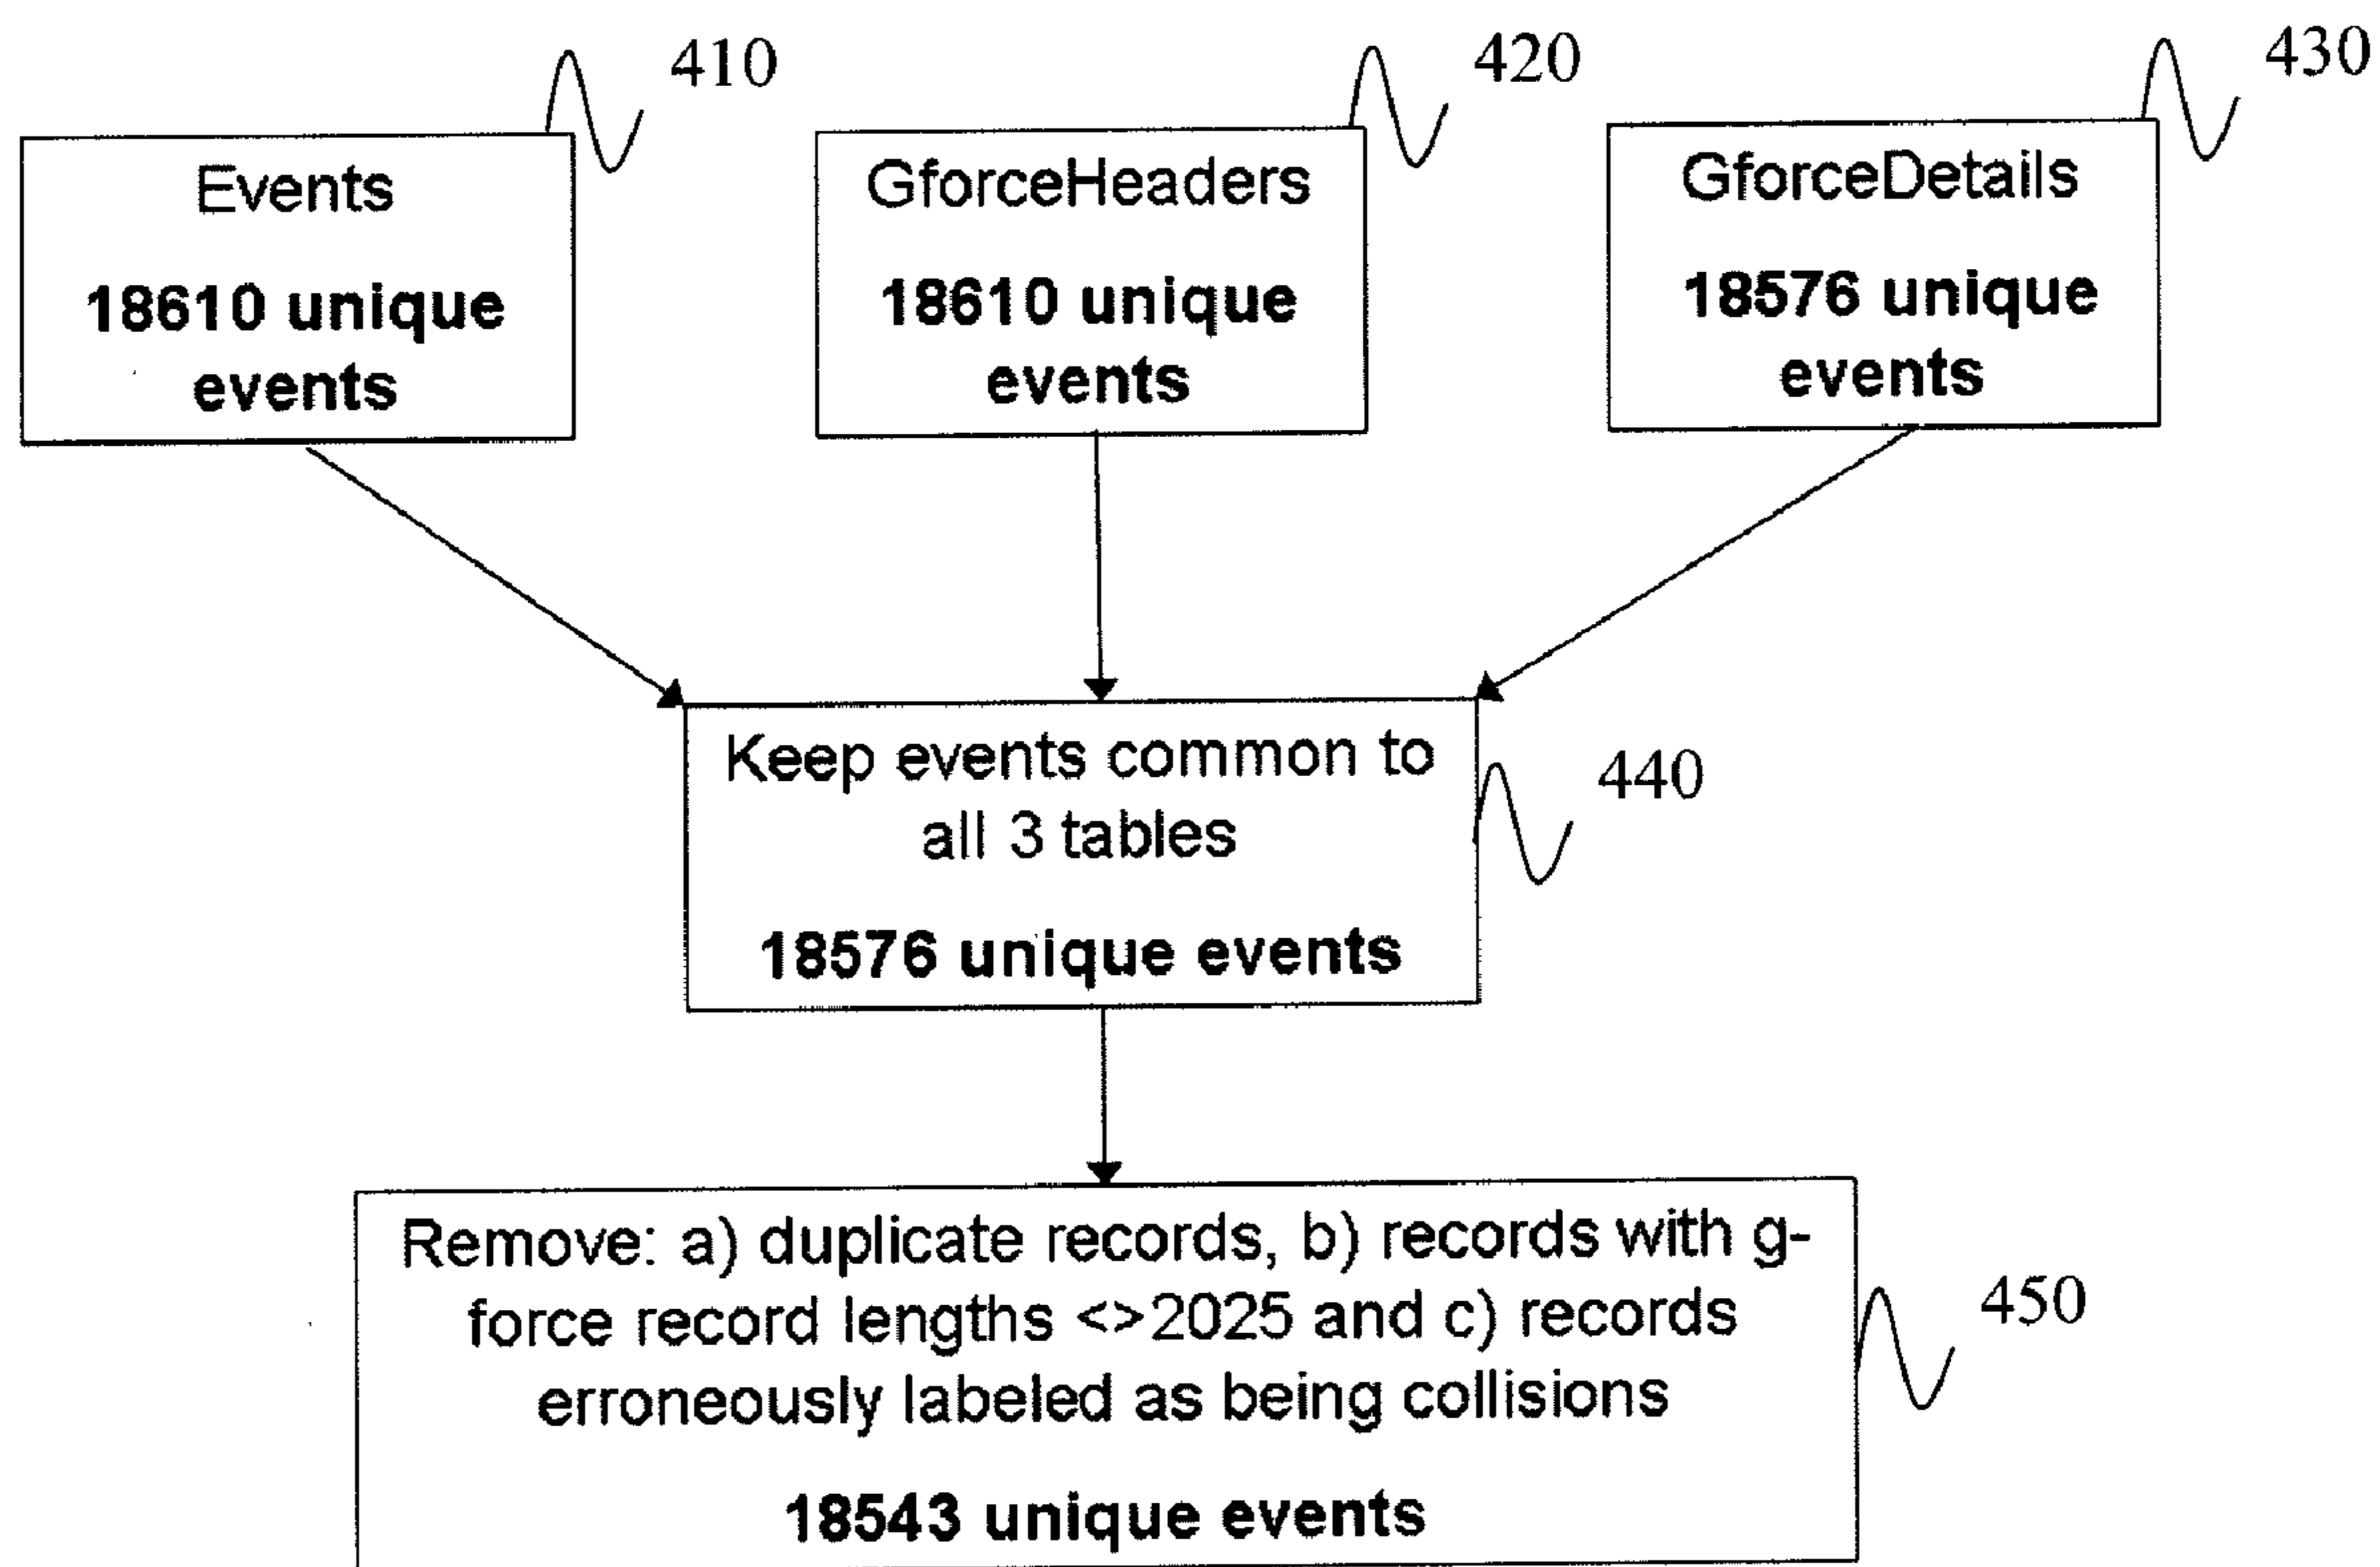 410
420
430
Events
18610 unique
events
GforceHeaders
18610 unique
events
GforceDetails
18576 unique
events
Keep events common to
all 3 tables
18576 unique events
440
Remove: a) duplicate records, b) records with g-
force record lengths <>2025 and c) records
erroneously labeled as being collisions
18543 unique events
450